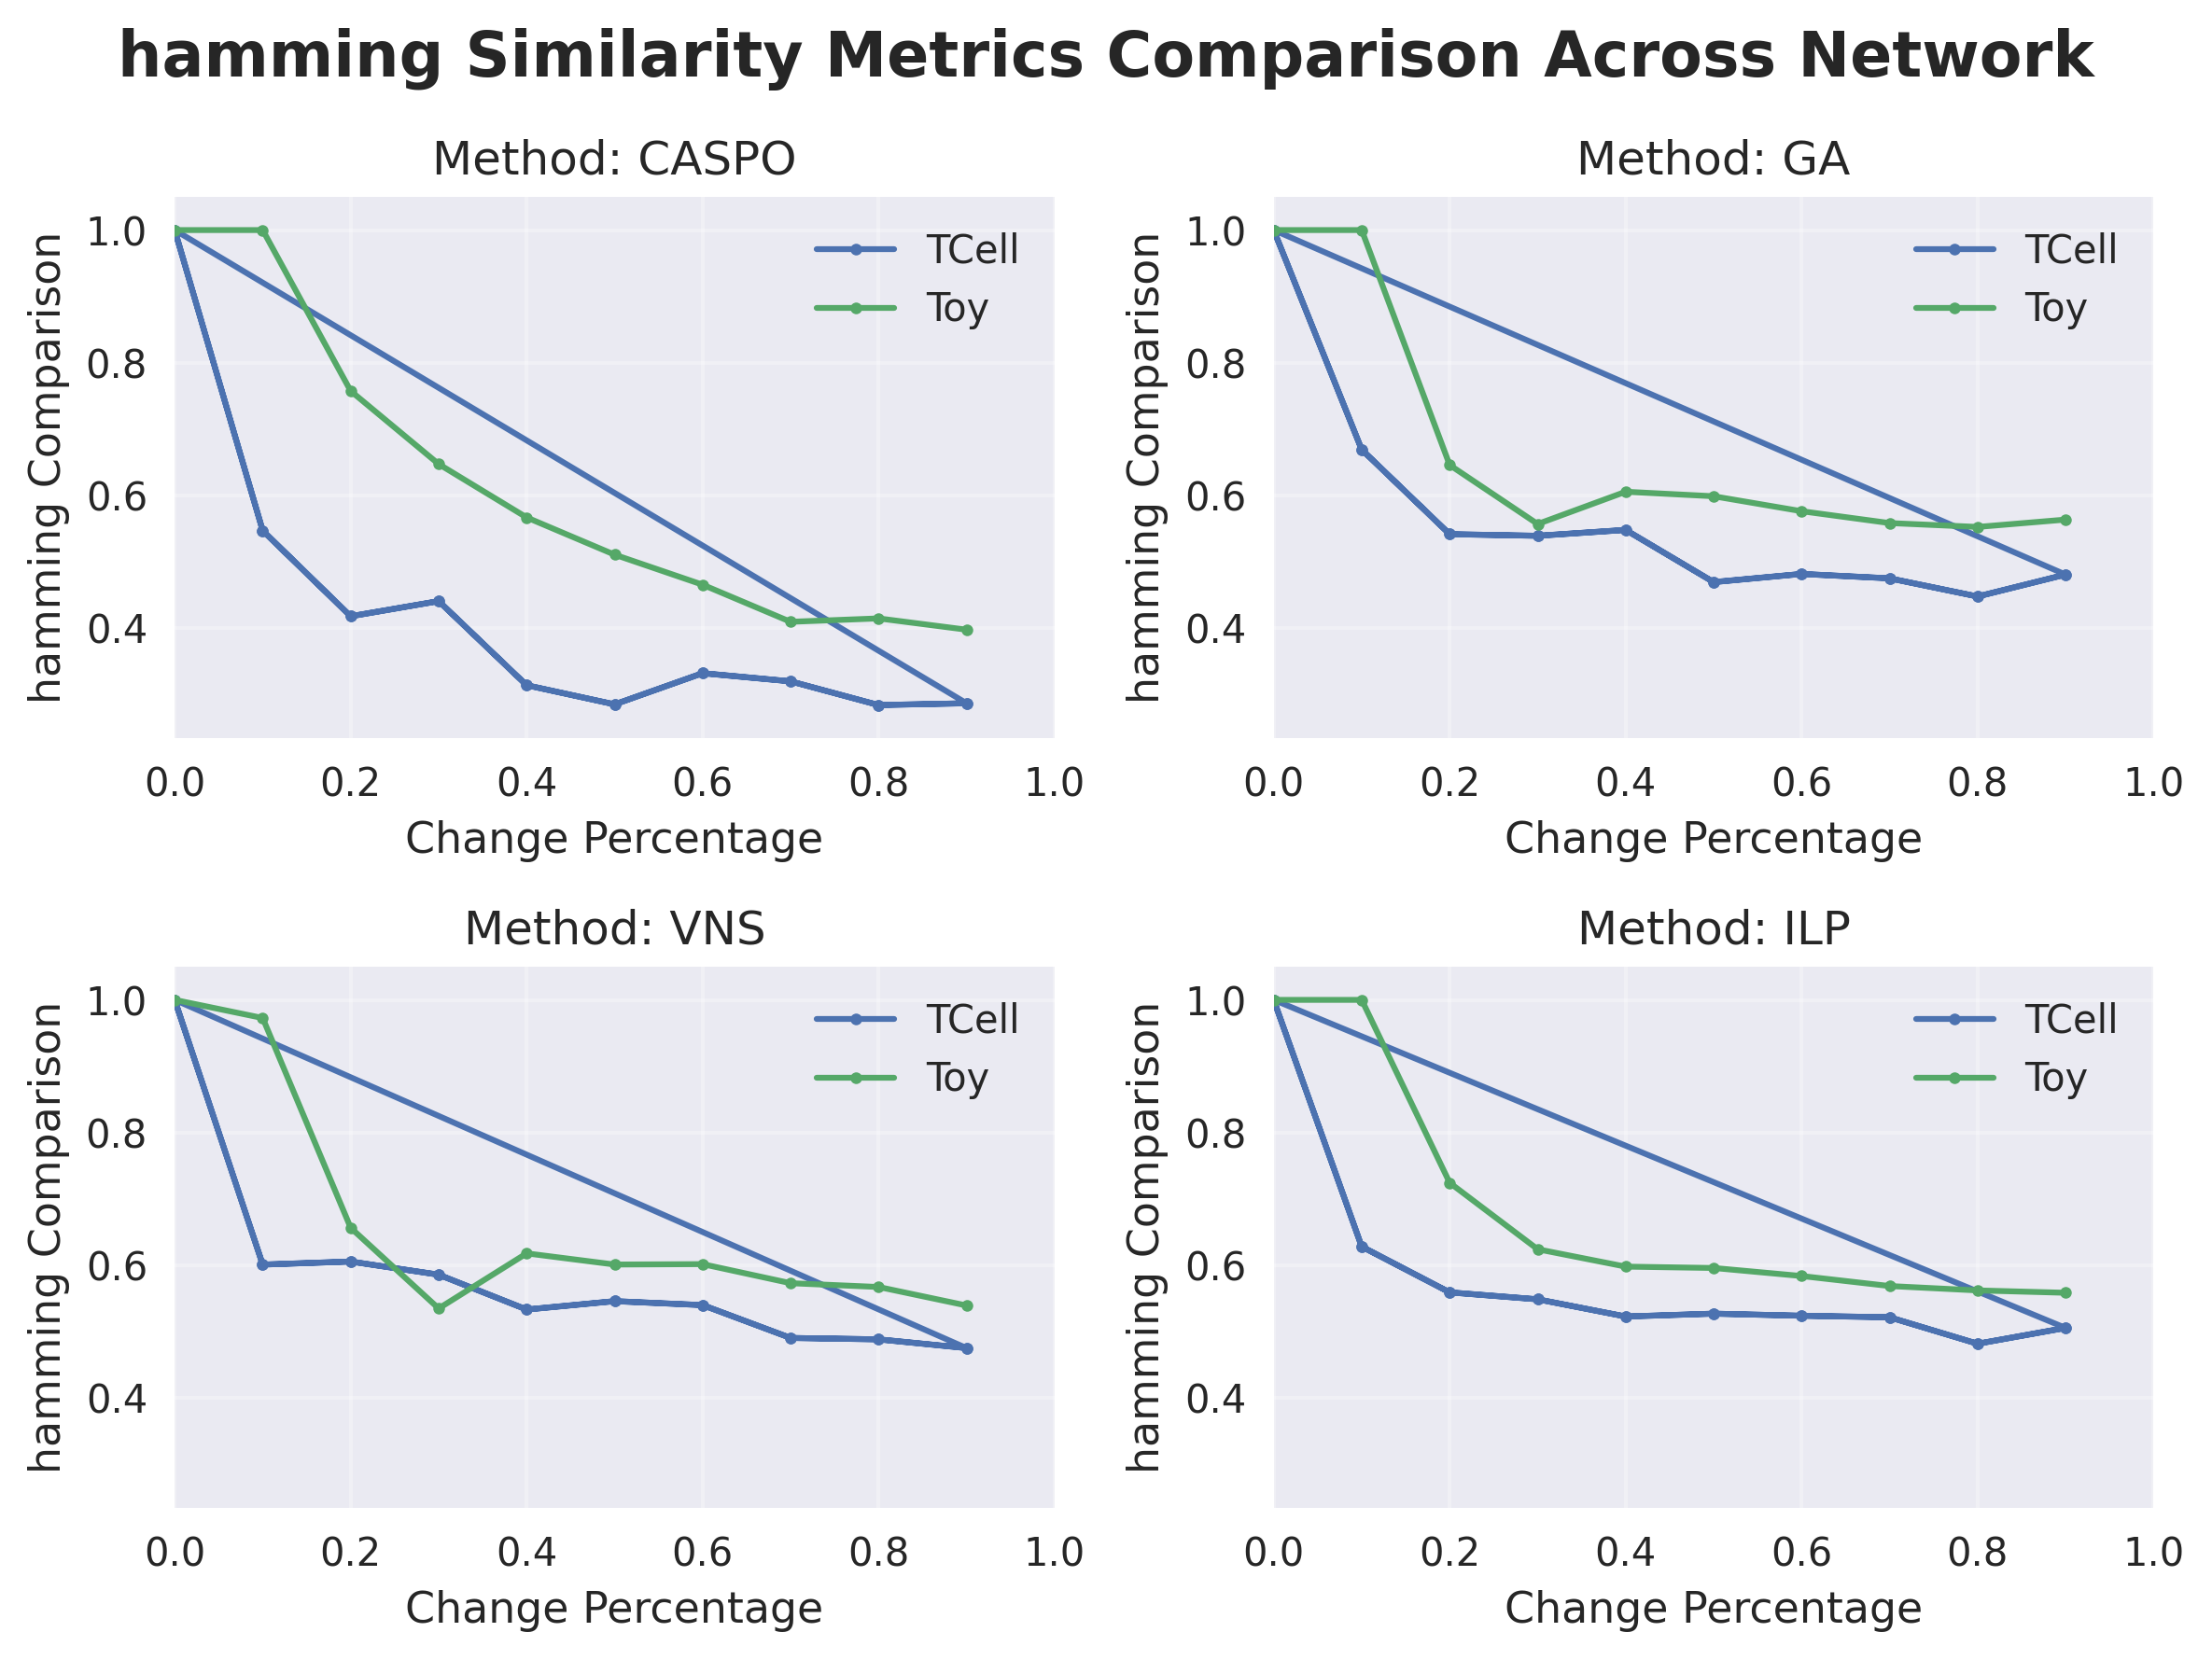 hamming Similarity Metrics Comparison Across Network
Method: CASPO
hamming Comparison
1.0
0.8
0.6
0.4
TCell
Toy
0.0 0.2 0.4 0.6 0.8 1.0
Change Percentage
Method: GA
hamming Comparison
1.0
0.8
0.6
0.4
TCell
Toy
0.0 0.2 0.4 0.6 0.8 1.0
Change Percentage
Method: VNS
hamming Comparison
1.0
0.8
0.6
0.4
TCell
Toy
0.0 0.2 0.4 0.6 0.8 1.0
Change Percentage
Method: ILP
hamming Comparison
1.0
0.8
0.6
0.4
TCell
Toy
0.0 0.2 0.4 0.6 0.8 1.0
Change Percentage